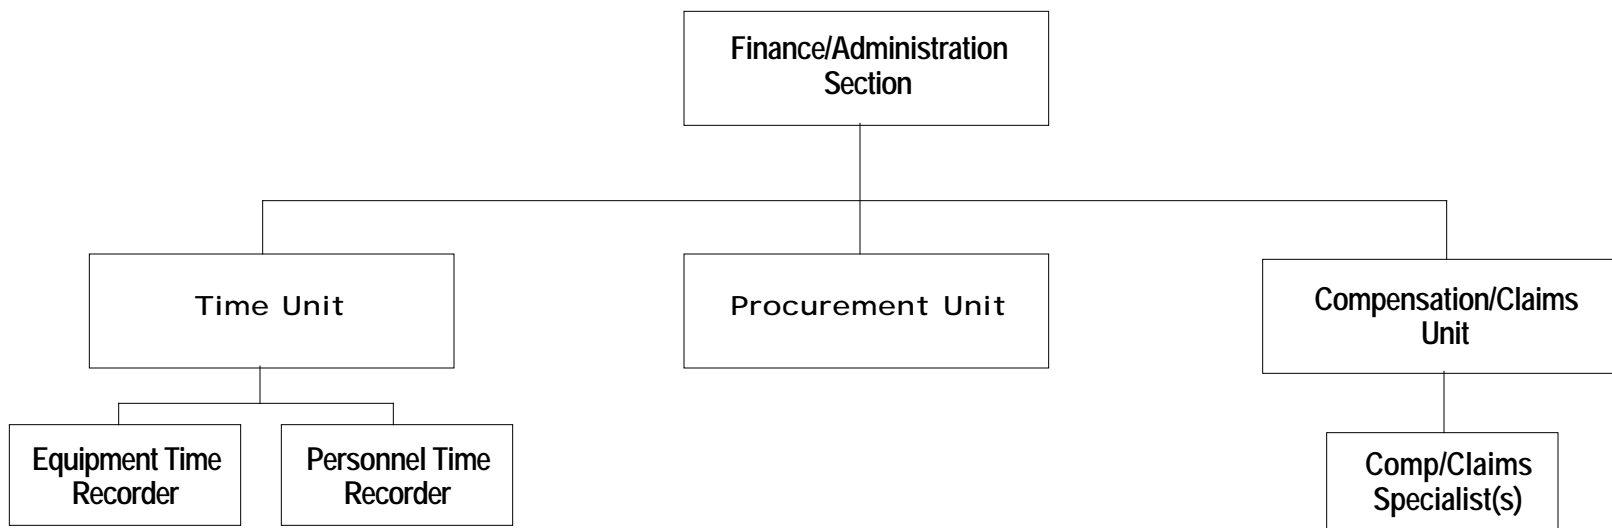 Finance/Administration
Section
Time Unit
Procurement Unit
Compensation/Claims
Unit
Equipment Time
Recorder
Personnel Time
Recorder
Comp/Claims
Specialist(s)